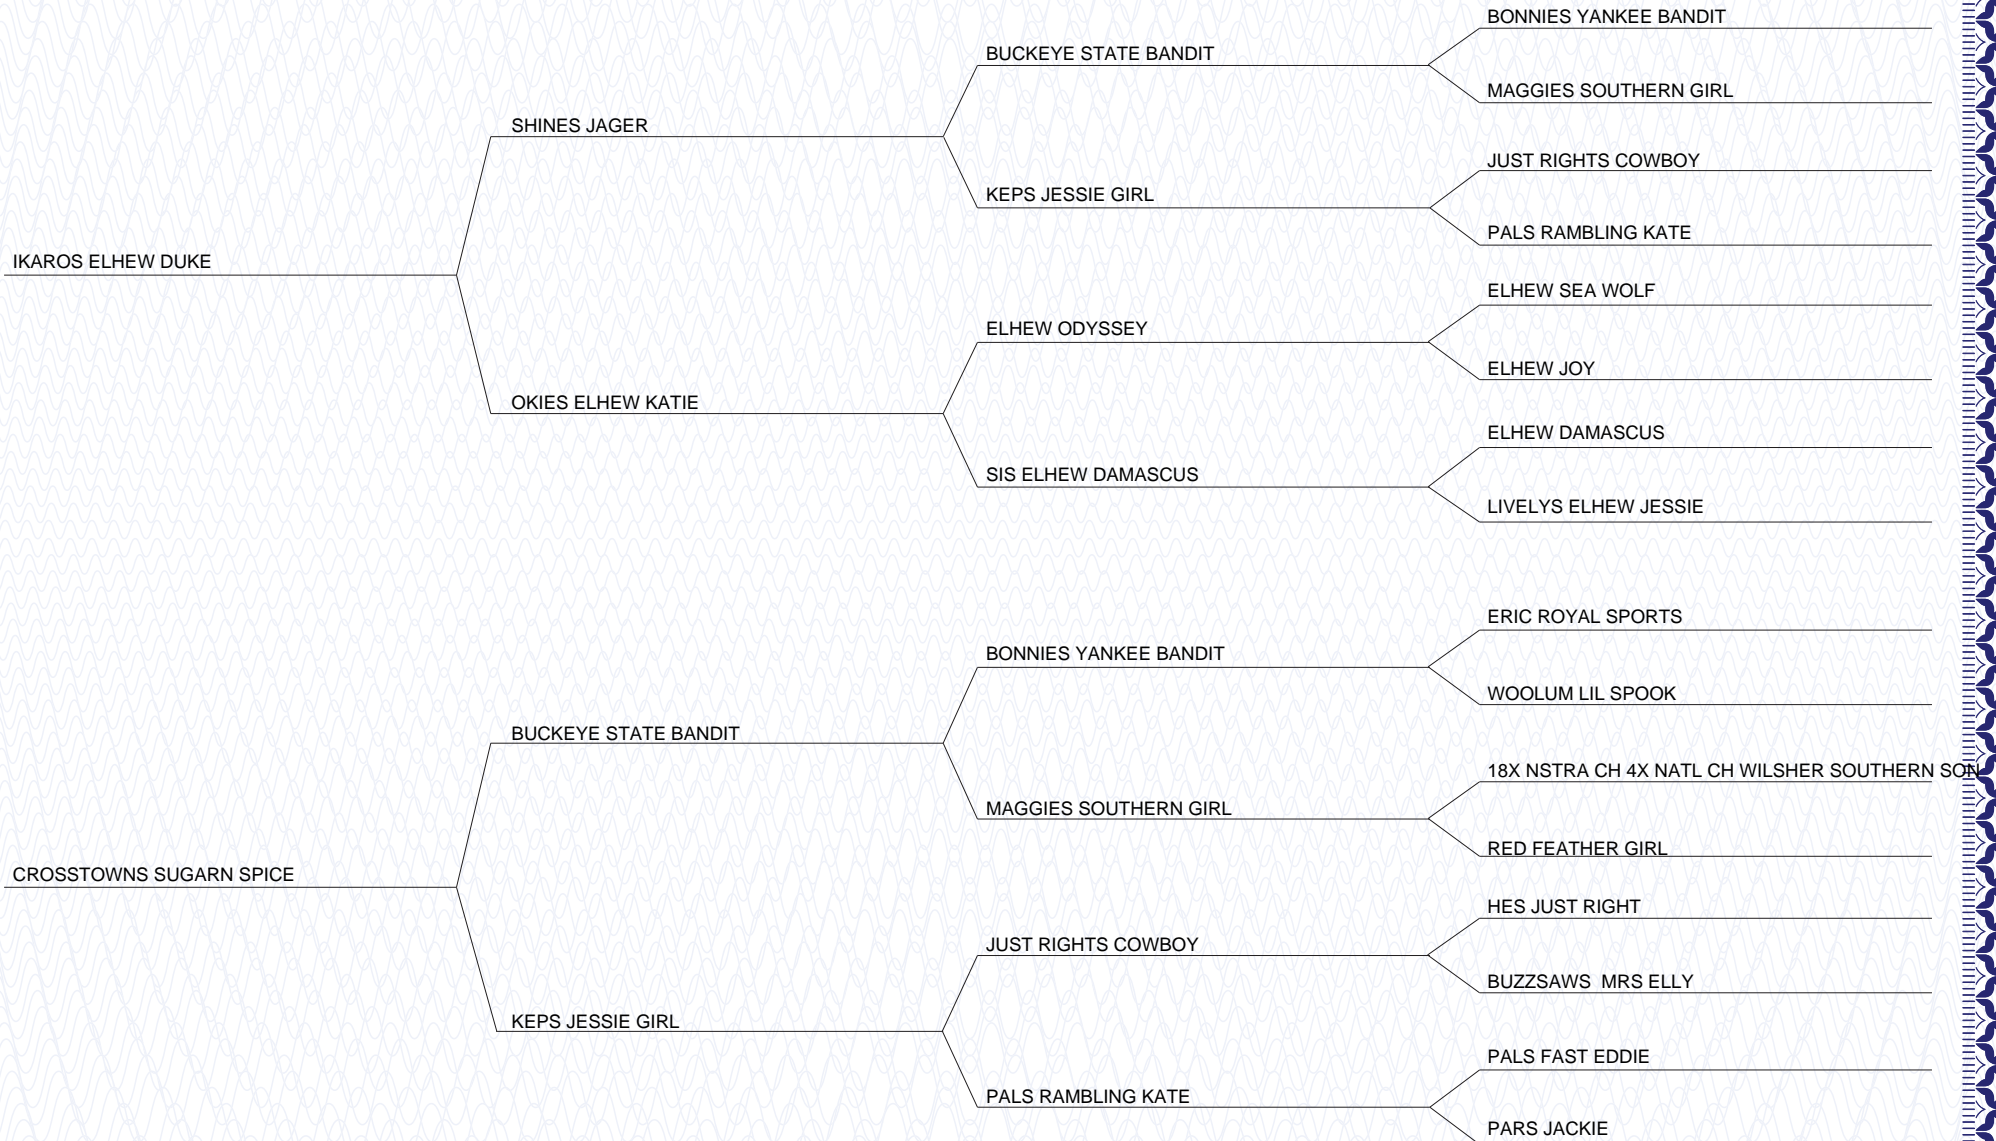 BONNIES YANKEE BANDIT
BUCKEYE STATE BANDIT
MAGGIES SOUTHERN GIRL
SHINES JAGER
JUST RIGHTS COWBOY
KEPS JESSIE GIRL
PALS RAMBLING KATE
IKAROS ELHEW DUKE
ELHEW SEA WOLF
ELHEW ODYSSEY
ELHEW JOY
OKIES ELHEW KATIE
ELHEW DAMASCUS
SIS ELHEW DAMASCUS
LIVELYS ELHEW JESSIE
ERIC ROYAL SPORTS
BONNIES YANKEE BANDIT
WOOLUM LIL SPOOK
BUCKEYE STATE BANDIT
18X NSTRA CH 4X NATL CH WILSHER SOUTHERN SON
MAGGIES SOUTHERN GIRL
RED FEATHER GIRL
CROSSTOWNS SUGARN SPICE
HES JUST RIGHT
JUST RIGHTS COWBOY
BUZZSAWS  MRS ELLY
KEPS JESSIE GIRL
PALS FAST EDDIE
PALS RAMBLING KATE
PARS JACKIE